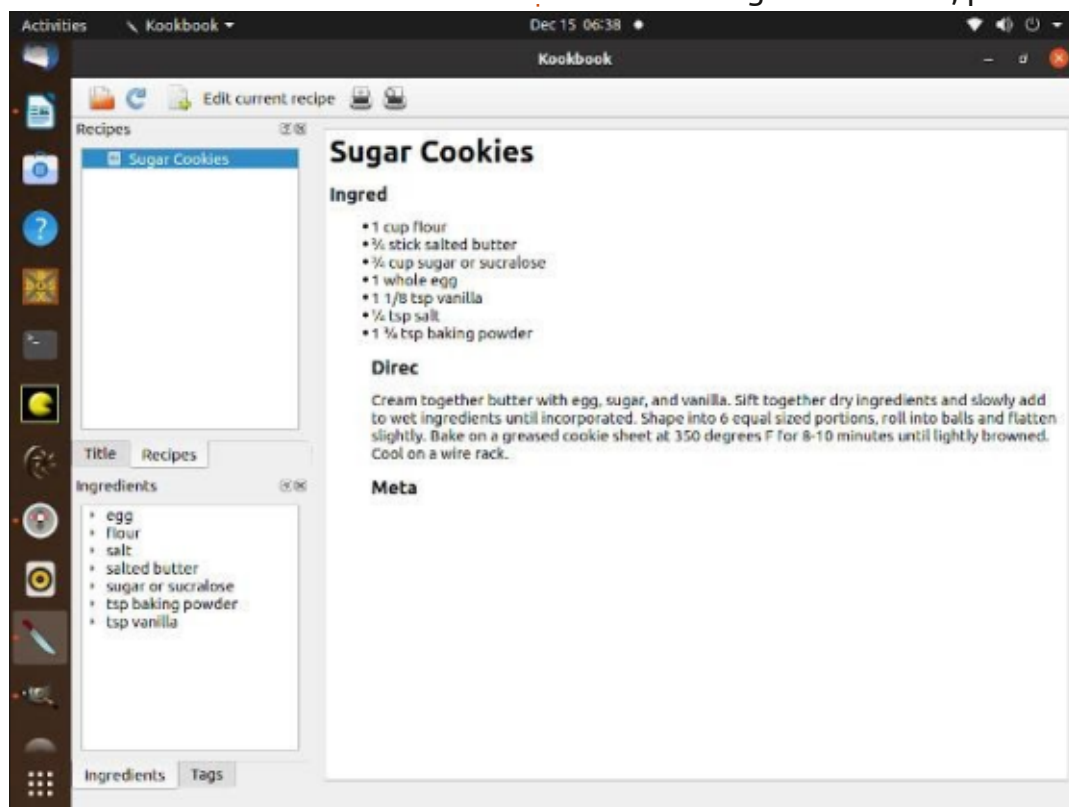 Activities Kookbook Dec 15 06:38
Kookbook
Edit current recipe
Recipes
Sugar Cookies
Title Recipes
Ingredients
egg
flour
salt
salted butter
sugar or sucralose
tsp baking powder
tsp vanilla
Ingredients Tags
Sugar Cookies
Ingred
• 1 cup flour
• ¾ stick salted butter
• ¾ cup sugar or sucralose
• 1 whole egg
• 1 1/8 tsp vanilla
• tsp salt
• 1 ¾ tsp baking powder
Direc
Cream together butter with egg, sugar, and vanilla. Sift together dry ingredients and slowly add
to wet ingredients until incorporated. Shape into 6 equal sized portions, roll into balls and flatten
slightly. Bake on a greased cookie sheet at 350 degrees F for 8-10 minutes until lightly browned.
Cool on a wire rack.
Meta